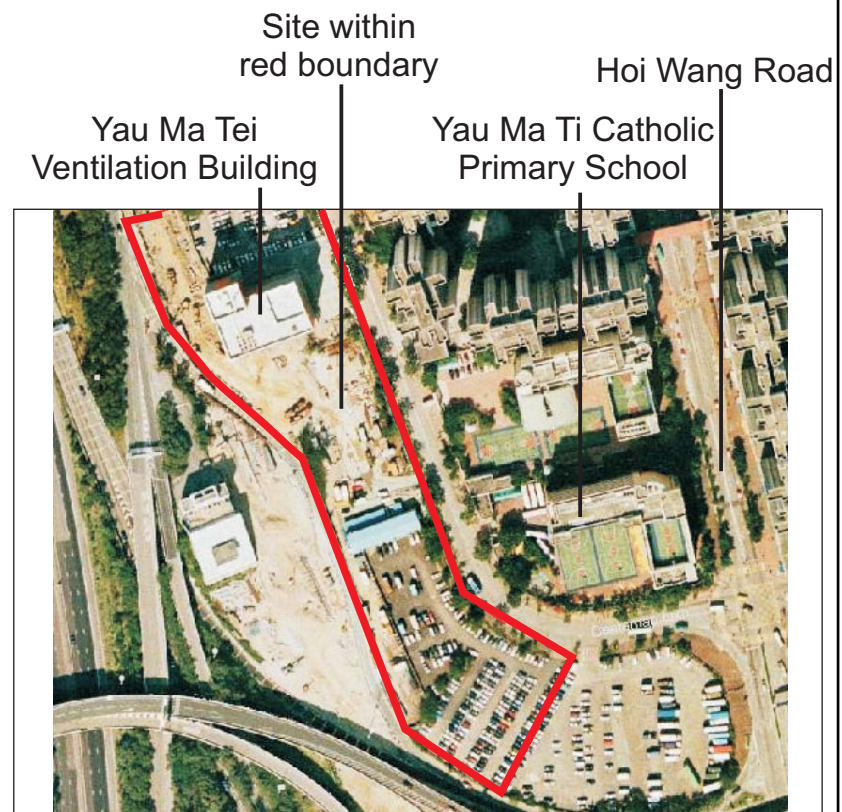 Site within
red boundary
Hoi Wang Road
Yau Ma Tei
Ventilation Building
Yau Ma Ti Catholic
Primary School